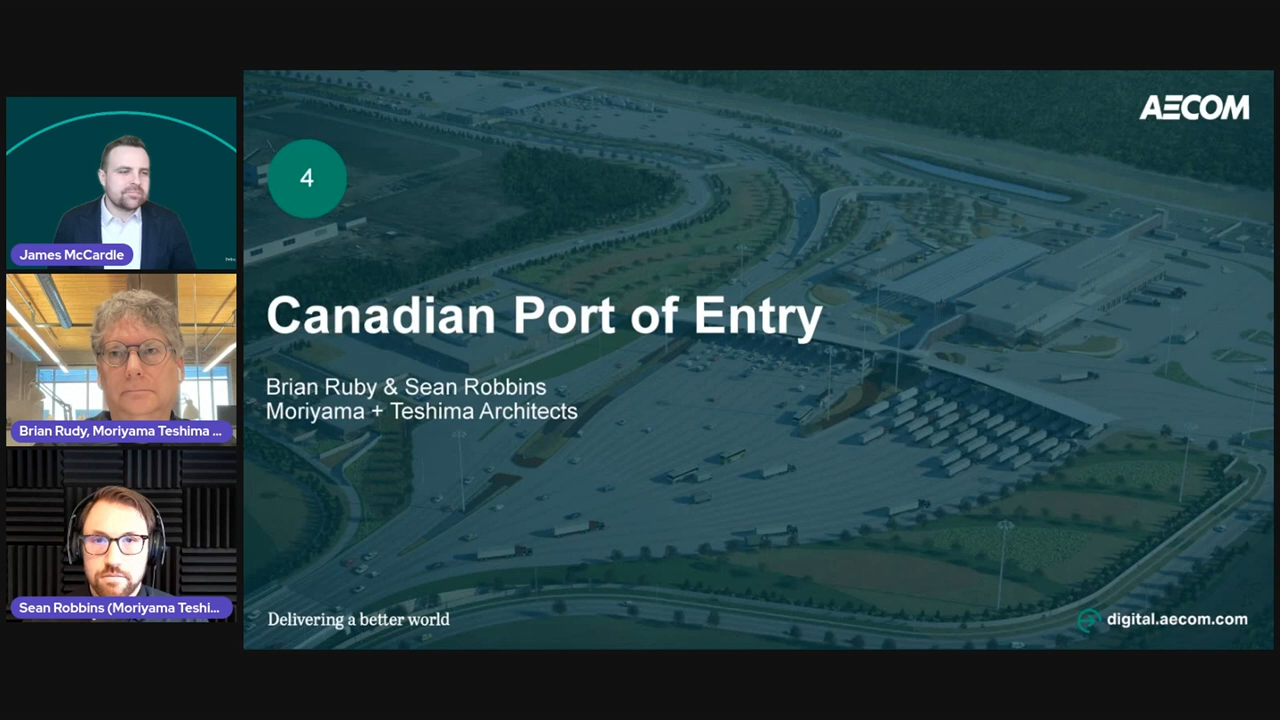 AECOM
4
Canadian Port of Entry
Brian Ruby & Sean Robbins
Moriyama + Teshima Architects
Delivering a better world
digital.aecom.com
James McCardle
Brian Rudy, Moriyama Teshima ...
Sean Robbins (Moriyama Teshi...